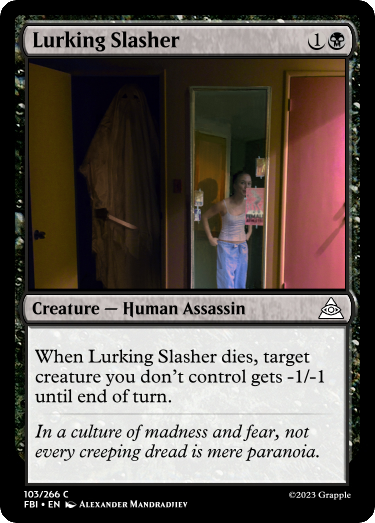 Lurking Slasher 1
Creature — Human Assassin
When Lurking Slasher dies, target
creature you don't control gets -1/-1
until end of turn.
In a culture of madness and fear, not
every creeping dread is mere paranoia.
103/266 C
FBI • EN Alexander Mandradjiev
©2023 Grapple